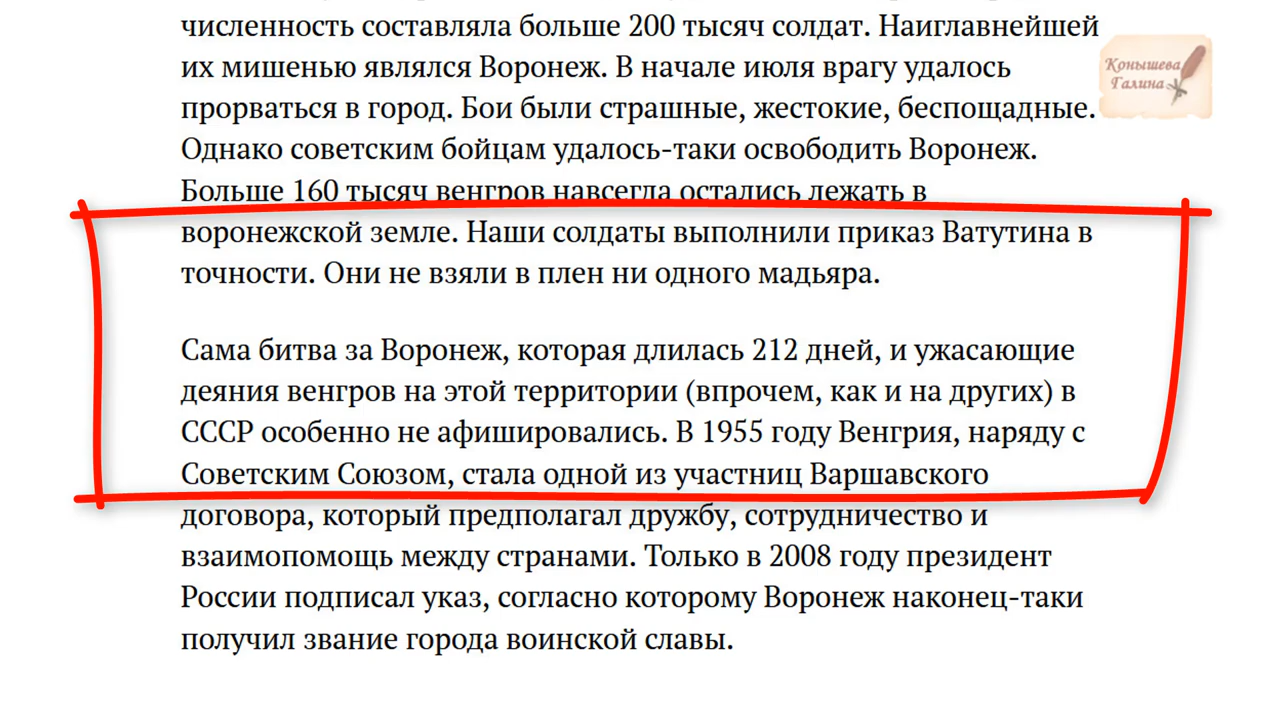 численность составляла больше 200 тысяч солдат. Наиглавнейшей
их мишенью являлся Воронеж. В начале июля врагу удалось
прорваться в город. Бои были страшные, жестокие, беспощадные.
Однако советским бойцам удалось-таки освободить Воронеж.
Больше 160 тысяч венгров навсегда остались лежать в
воронежской земле. Наши солдаты выполнили приказ Ватутина в
точности. Они не взяли в плен ни одного мадьяра.
Сама битва за Воронеж, которая длилась 212 дней, и ужасающие
деяния венгров на этой территории (впрочем, как и на других) в
СССР особенно не афишировались. В 1955 году Венгрия, наряду с
Советским Союзом, стала одной из участниц Варшавского
договора, который предполагал дружбу, сотрудничество и
взаимопомощь между странами. Только в 2008 году президент
России подписал указ, согласно которому Воронеж наконец-таки
получил звание города воинской славы.
Конышева
Галина